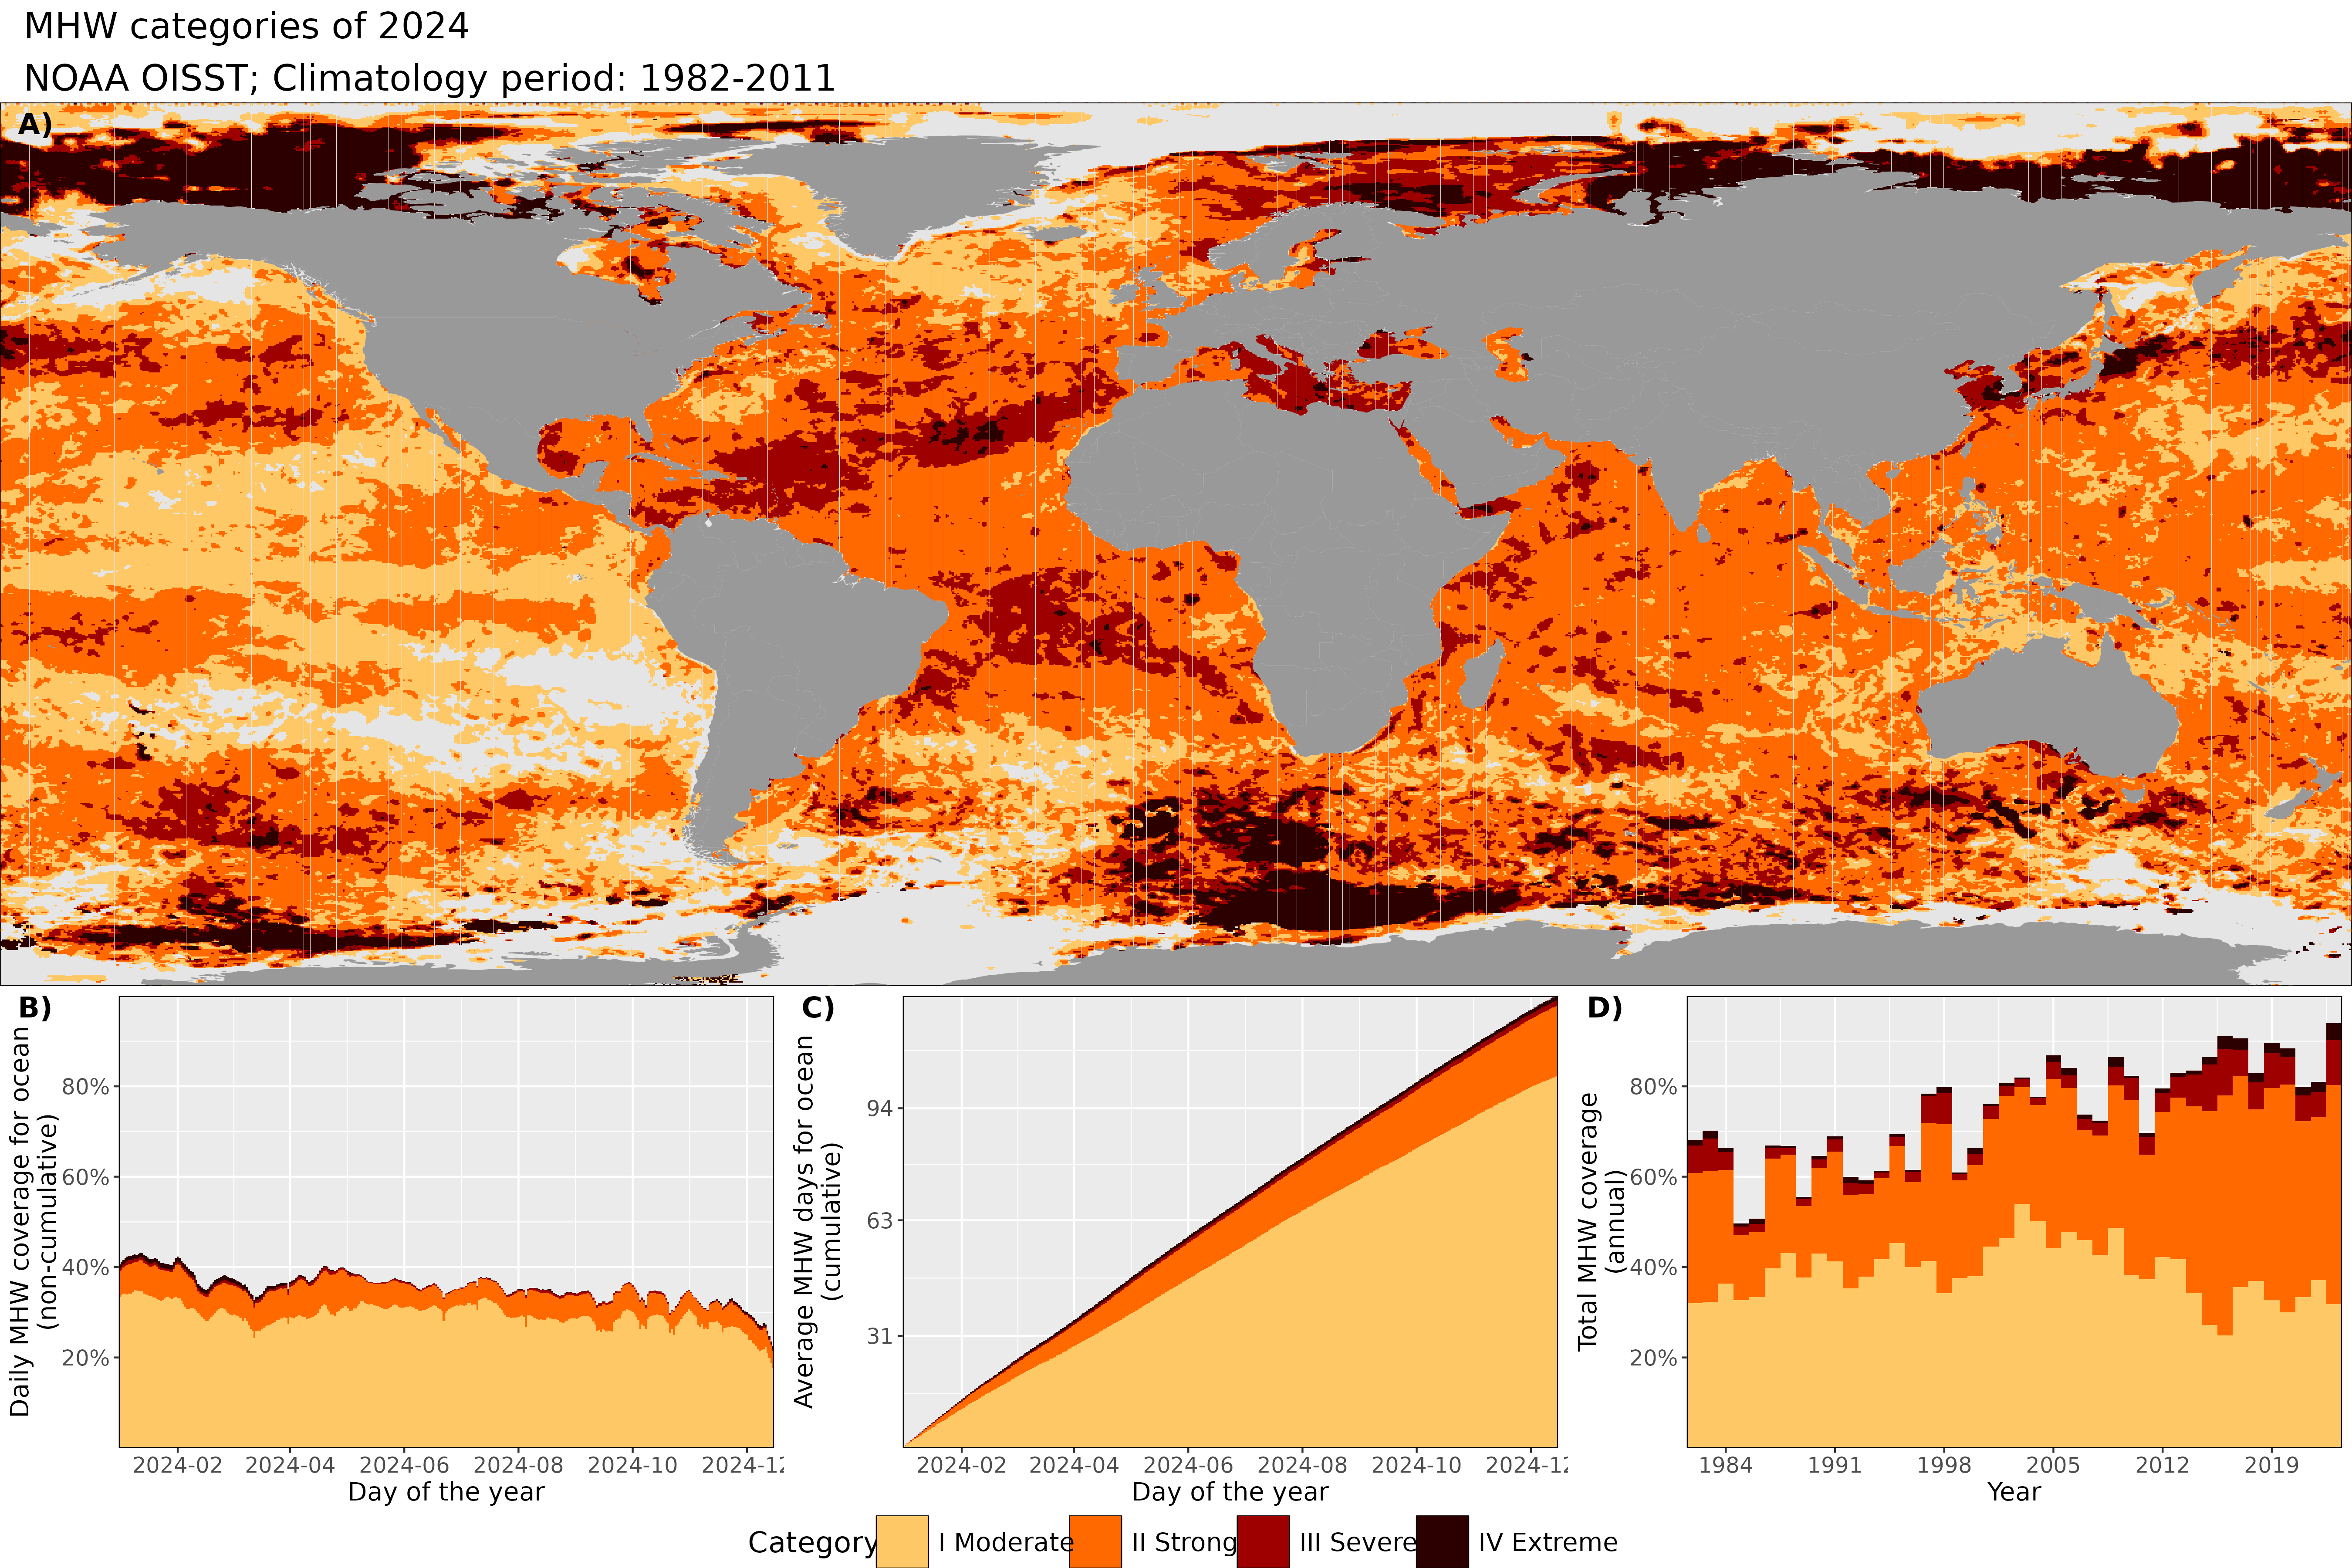 MHW categories of 2024
NOAA OISST; Climatology period: 1982-2011
A)
B)
Daily MHW coverage for ocean
(non-cumulative)
80%
60%
40%
20%
2024-02 2024-04 2024-06 2024-08 2024-10 2024-12
Day of the year
C)
Average MHW days for ocean
(cumulative)
94
63
31
2024-02 2024-04 2024-06 2024-08 2024-10 2024-12
Day of the year
D)
Total MHW coverage
(annual)
80%
60%
40%
20%
1984 1991 1998 2005 2012 2019
Year
Category I Moderate II Strong III Severe IV Extreme